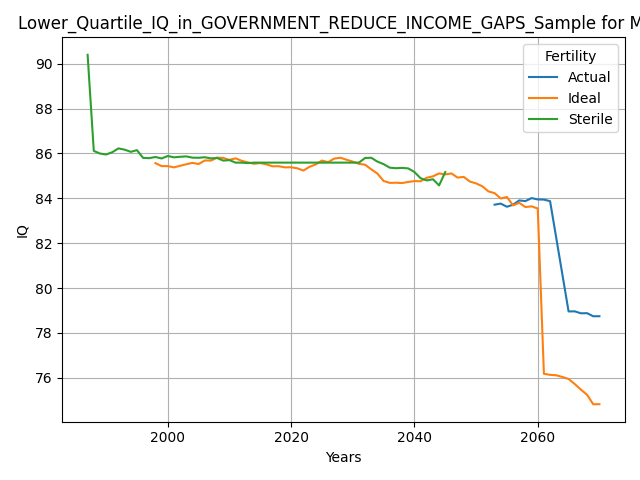 Lower_Quartile_IQ_in_GOVERNMENT_REDUCE_INCOME_GAPS_Sample for M
Fertility
Actual
Ideal
Sterile
IQ
90
88
86
84
82
80
78
76
2000
2020
2040
2060
Years